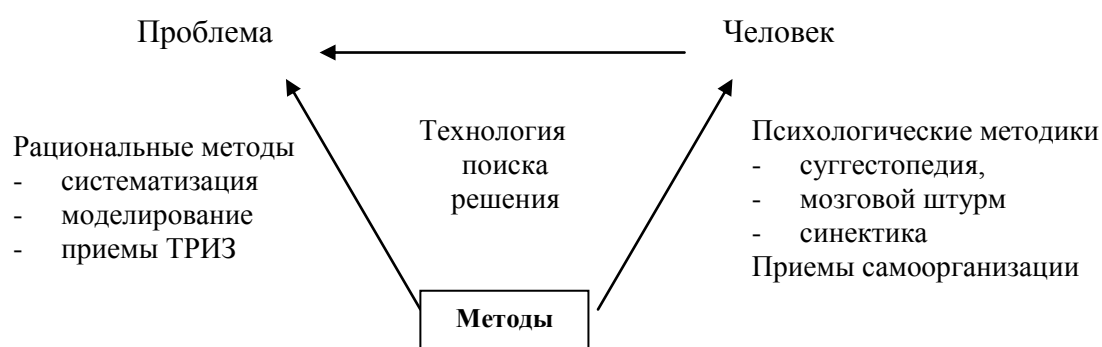 Проблема
Человек
Рациональные методы
- систематизация
- моделирование
- приемы ТРИЗ
Технология
поиска
решения
Психологические методики
- суггестопедия,
- мозговой штурм
- синектика
Приемы самоорганизации
Методы